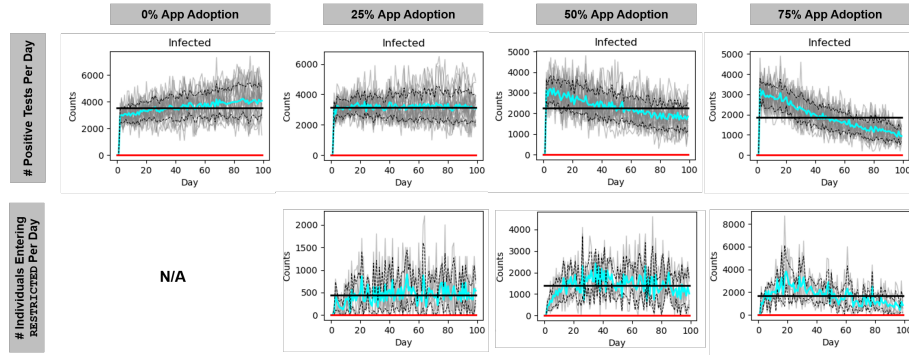 0% App Adoption
25% App Adoption
50% App Adoption
75% App Adoption
# Positive Tests Per Day
Infected
Counts
6000
4000
2000
0
0 20 40 60 80 100
Day
Infected
Counts
6000
4000
2000
0
0 20 40 60 80 100
Day
Infected
Counts
5000
4000
3000
2000
1000
0
0 20 40 60 80 100
Day
Infected
Counts
5000
4000
3000
2000
1000
0
0 20 40 60 80 100
Day
# Individuals Entering
RESTRICTED Per Day
N/A
Counts
2000
1500
1000
500
0
0 20 40 60 80 100
Day
Counts
4000
3000
2000
1000
0
0 20 40 60 80 100
Day
Counts
8000
6000
4000
2000
0
0 20 40 60 80 100
Day